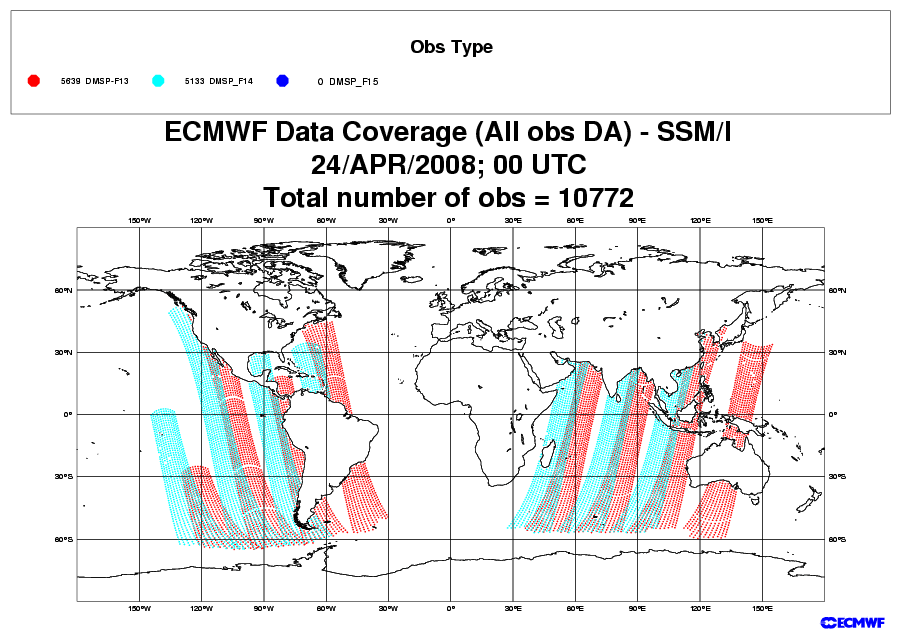 Obs Type
5639 DMSP-F13 5133 DMSP_F14 0 DMSP_F15
ECMWF Data Coverage (All obs DA) - SSM/I
24/APR/2008; 00 UTC
Total number of obs = 10772
150°W 120°W 90°W 60°W 30°W 0° 30°E 60°E 90°E 120°E 150°E
60°N 60°N
30°N 30°N
0° 0°
30°S 30°S
60°S 60°S
150°W 120°W 90°W 60°W 30°W 0° 30°E 60°E 90°E 120°E 150°E
ECMWF